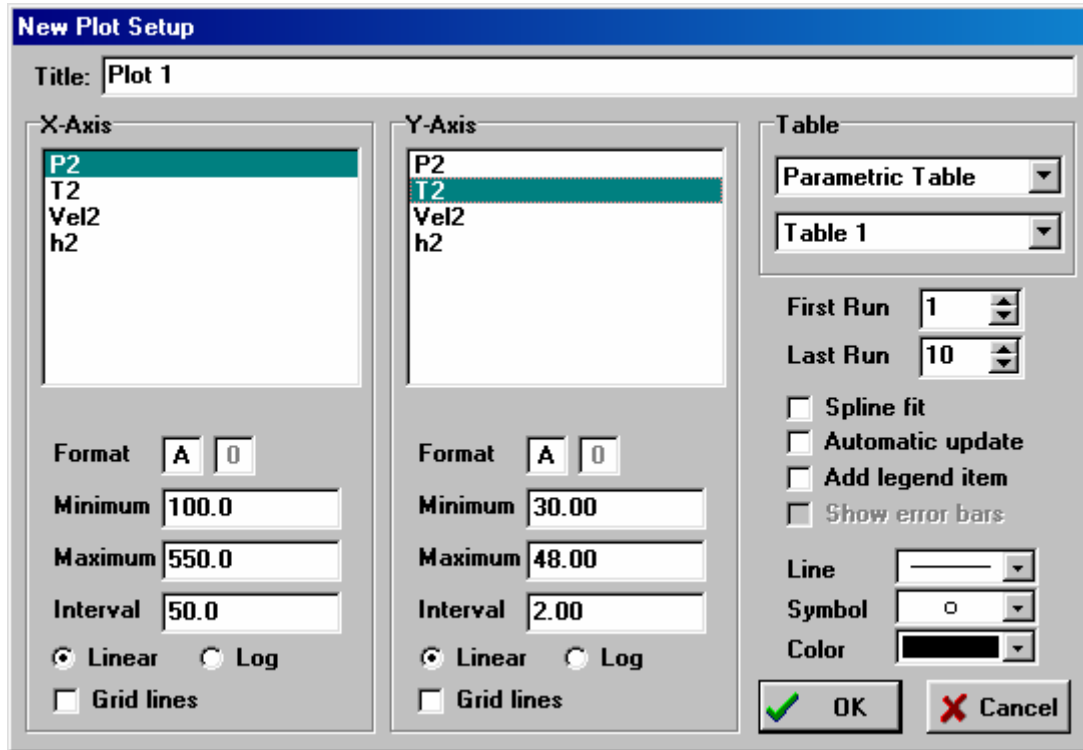 New Plot Setup
Title: Plot 1
X-Axis
P2
T2
Vel2
h2
Format A 0
Minimum 100.0
Maximum 550.0
Interval 50.0
Linear Log
Grid lines
Y-Axis
P2
T2
Vel2
h2
Format A 0
Minimum 30.00
Maximum 48.00
Interval 2.00
Linear Log
Grid lines
Table
Parametric Table
Table 1
First Run 1
Last Run 10
Spline fit
Automatic update
Add legend item
Show error bars
Line
Symbol
Color
OK Cancel